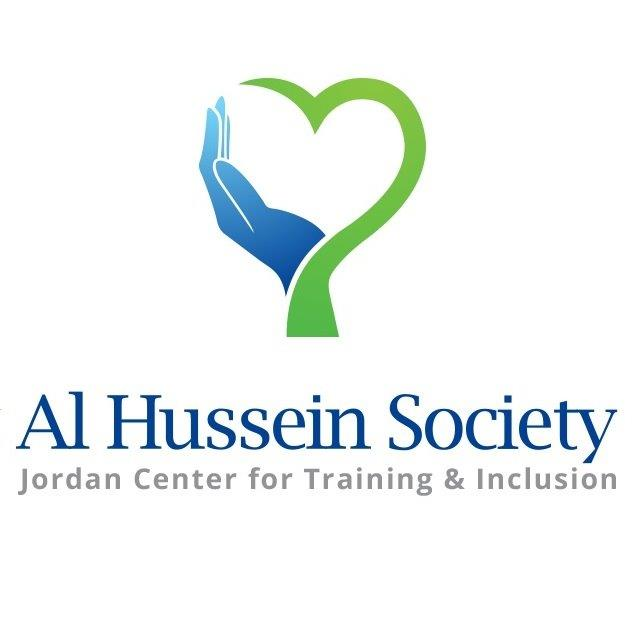 Al Hussein Society
Jordan Center for Training & Inclusion